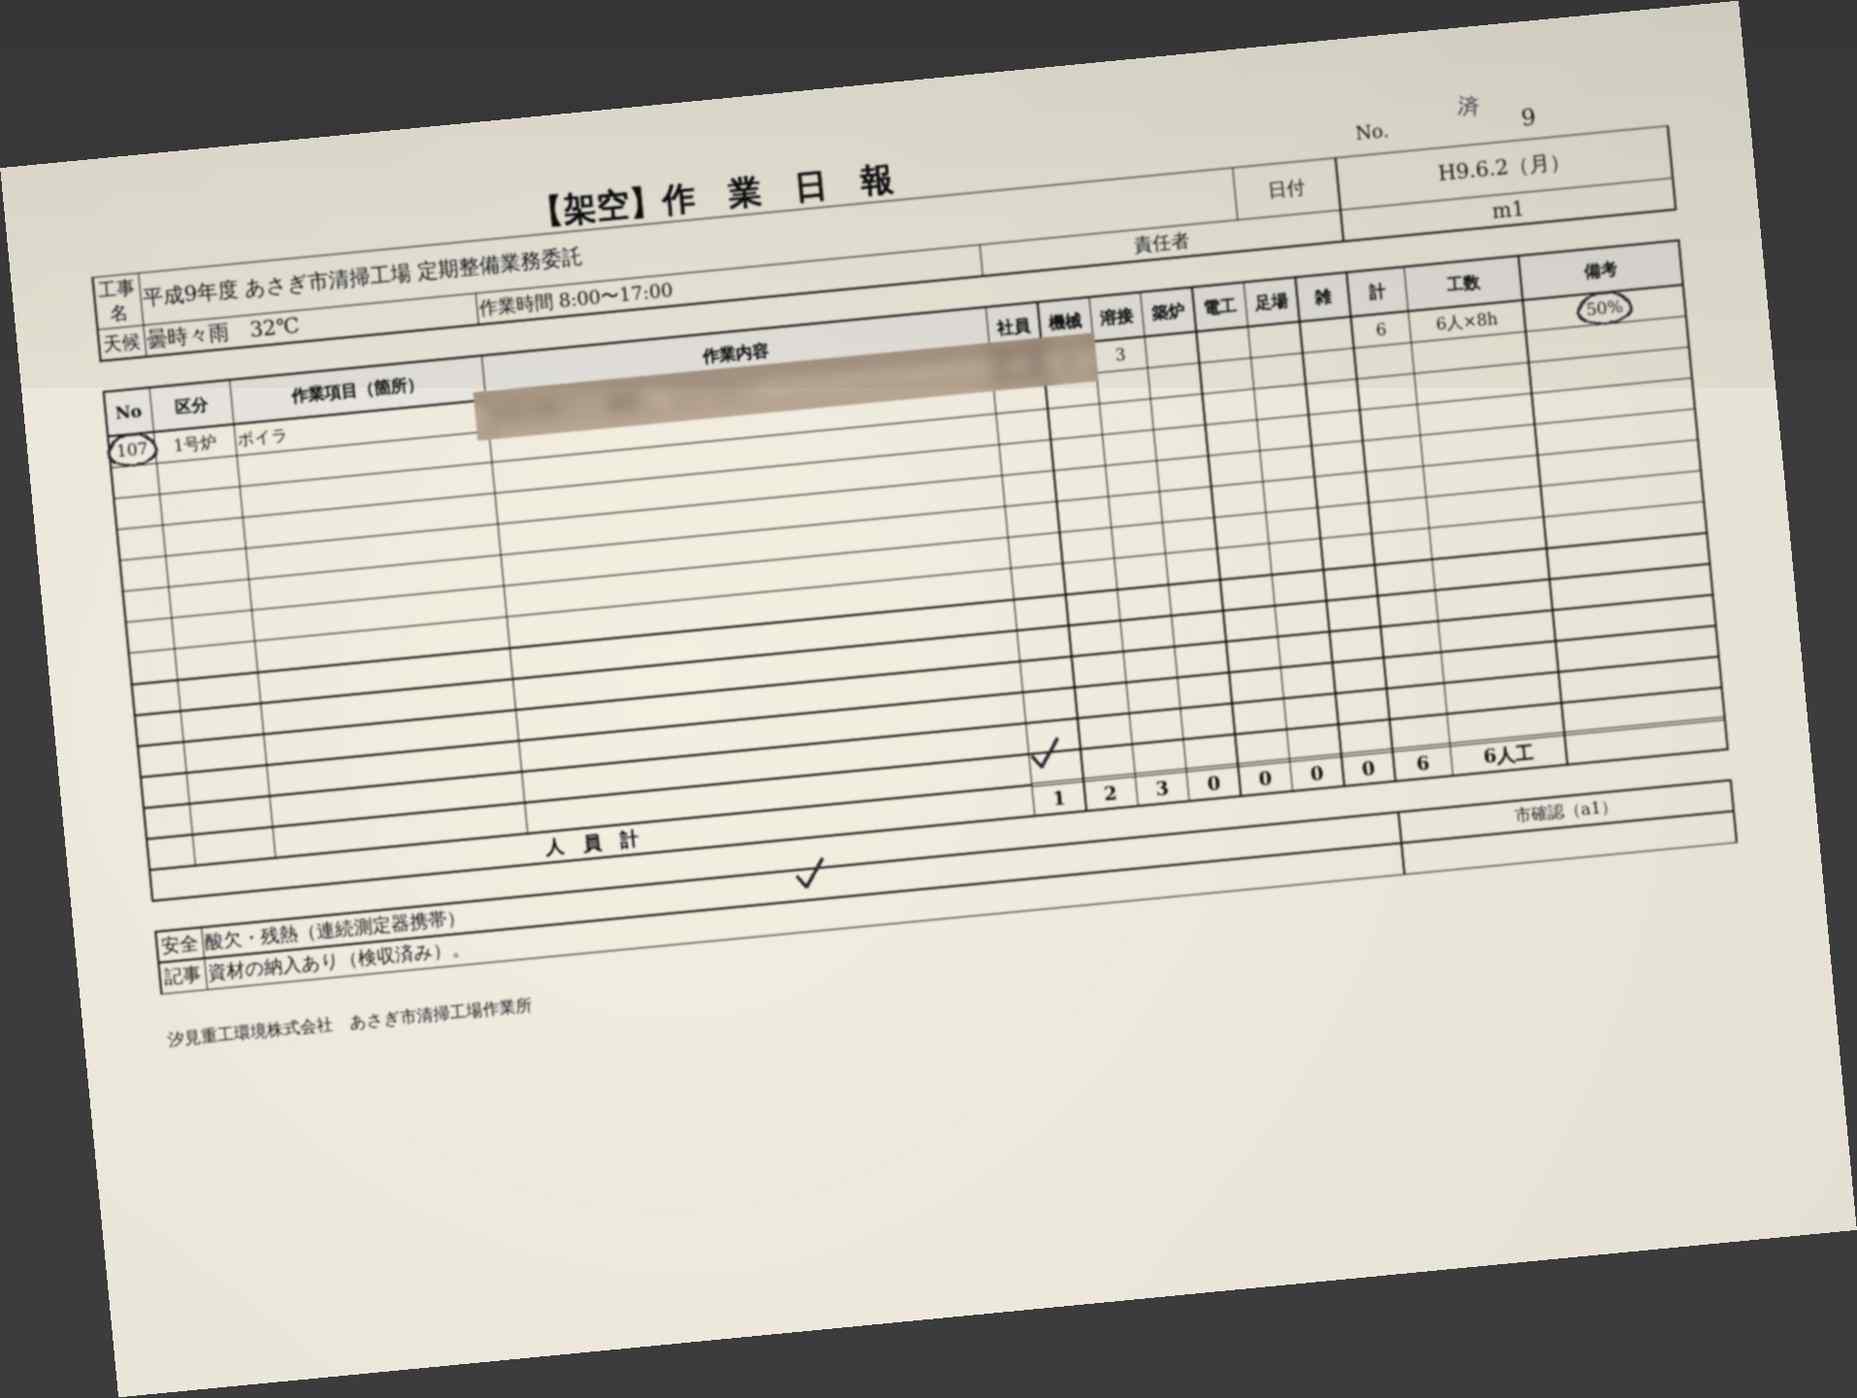 済
No. 9
【架空】作 業 日 報
工事名 平成9年度 あさぎ市清掃工場 定期整備業務委託 日付 H9.6.2（月）
天候 曇時々雨 32℃ 作業時間 8:00〜17:00 責任者 m1
No 区分 作業項目（箇所） 作業内容 社員 機械 溶接 築炉 電工 足場 雑 計 工数 備考
107 1号炉 ボイラ 3 6 6人×8h 50%
人 員 計 1 2 3 0 0 0 0 6 6人工
安全 酸欠・残熱（連続測定器携帯） 市確認（a1）
記事 資材の納入あり（検収済み）。
汐見重工環境株式会社 あさぎ市清掃工場作業所